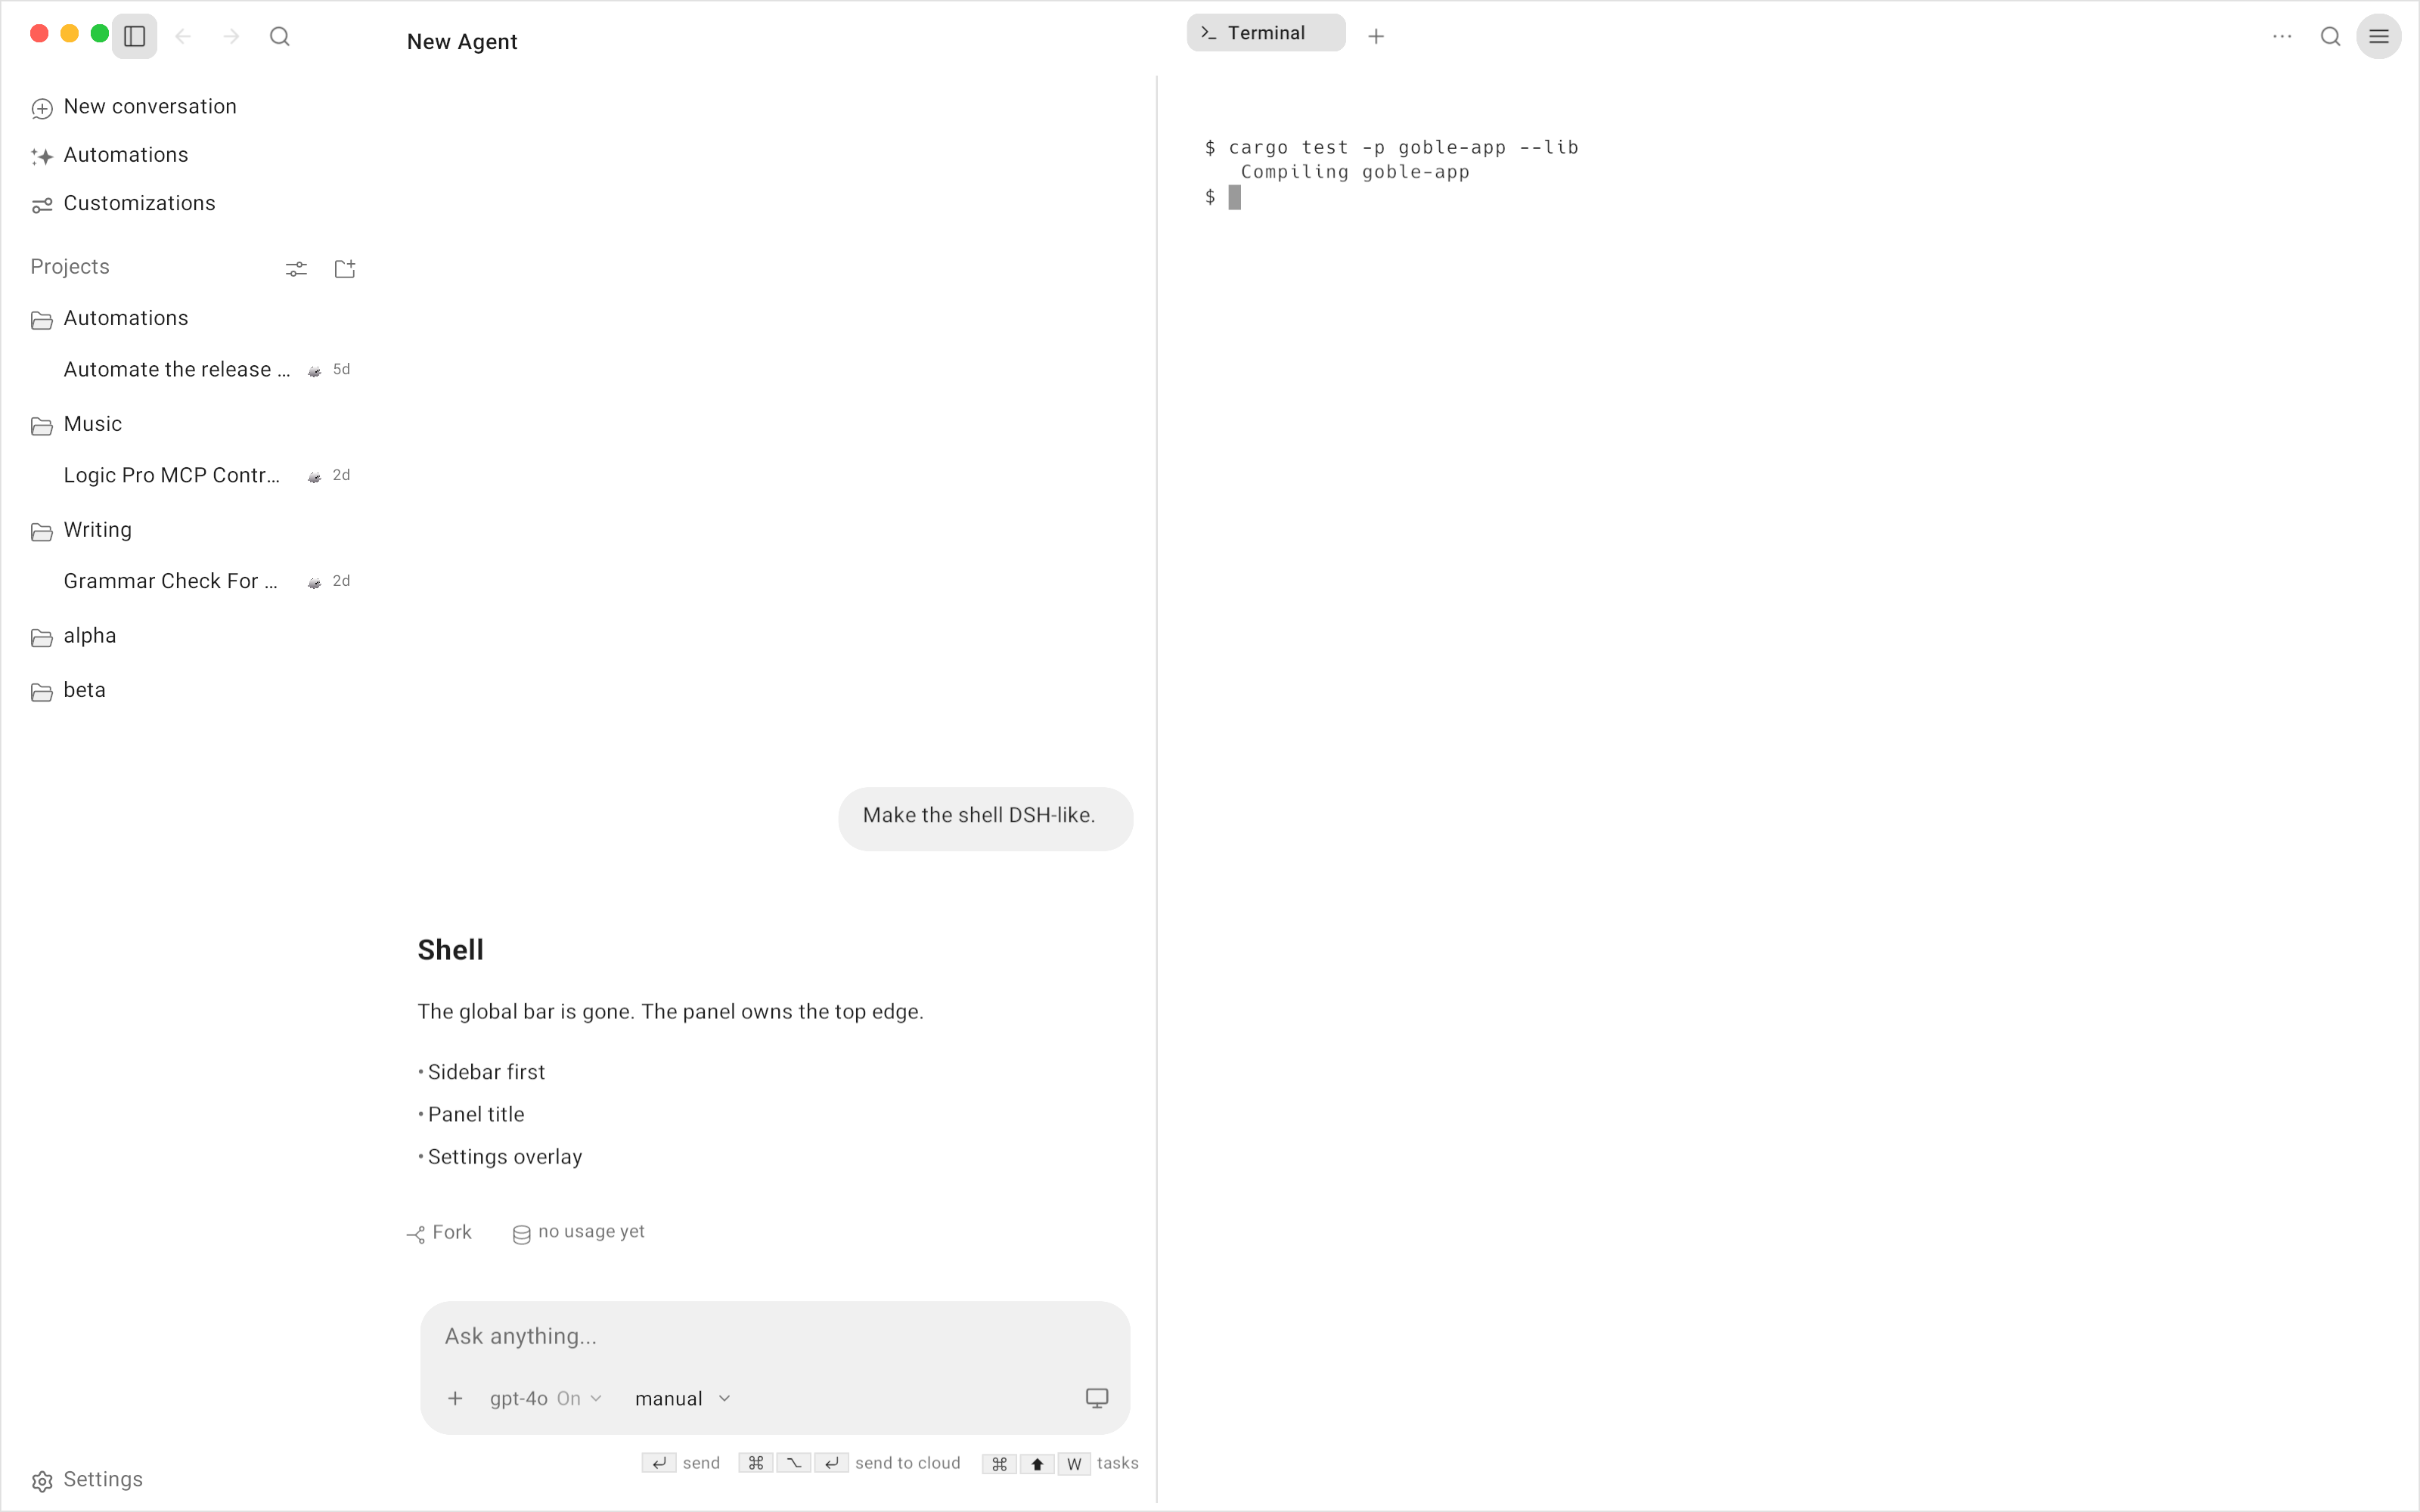 New Agent
Terminal
New conversation
Automations
Customizations
Projects
Automations
Automate the release ... 5d
Music
Logic Pro MCP Contr... 2d
Writing
Grammar Check For ... 2d
alpha
beta
Settings
Make the shell DSH-like.
Shell
The global bar is gone. The panel owns the top edge.
• Sidebar first
• Panel title
• Settings overlay
Fork no usage yet
Ask anything...
gpt-4o On manual
↵ send ⌘ ⌥ ↵ send to cloud ⌘ ⬆ W tasks
$ cargo test -p goble-app --lib
Compiling goble-app
$